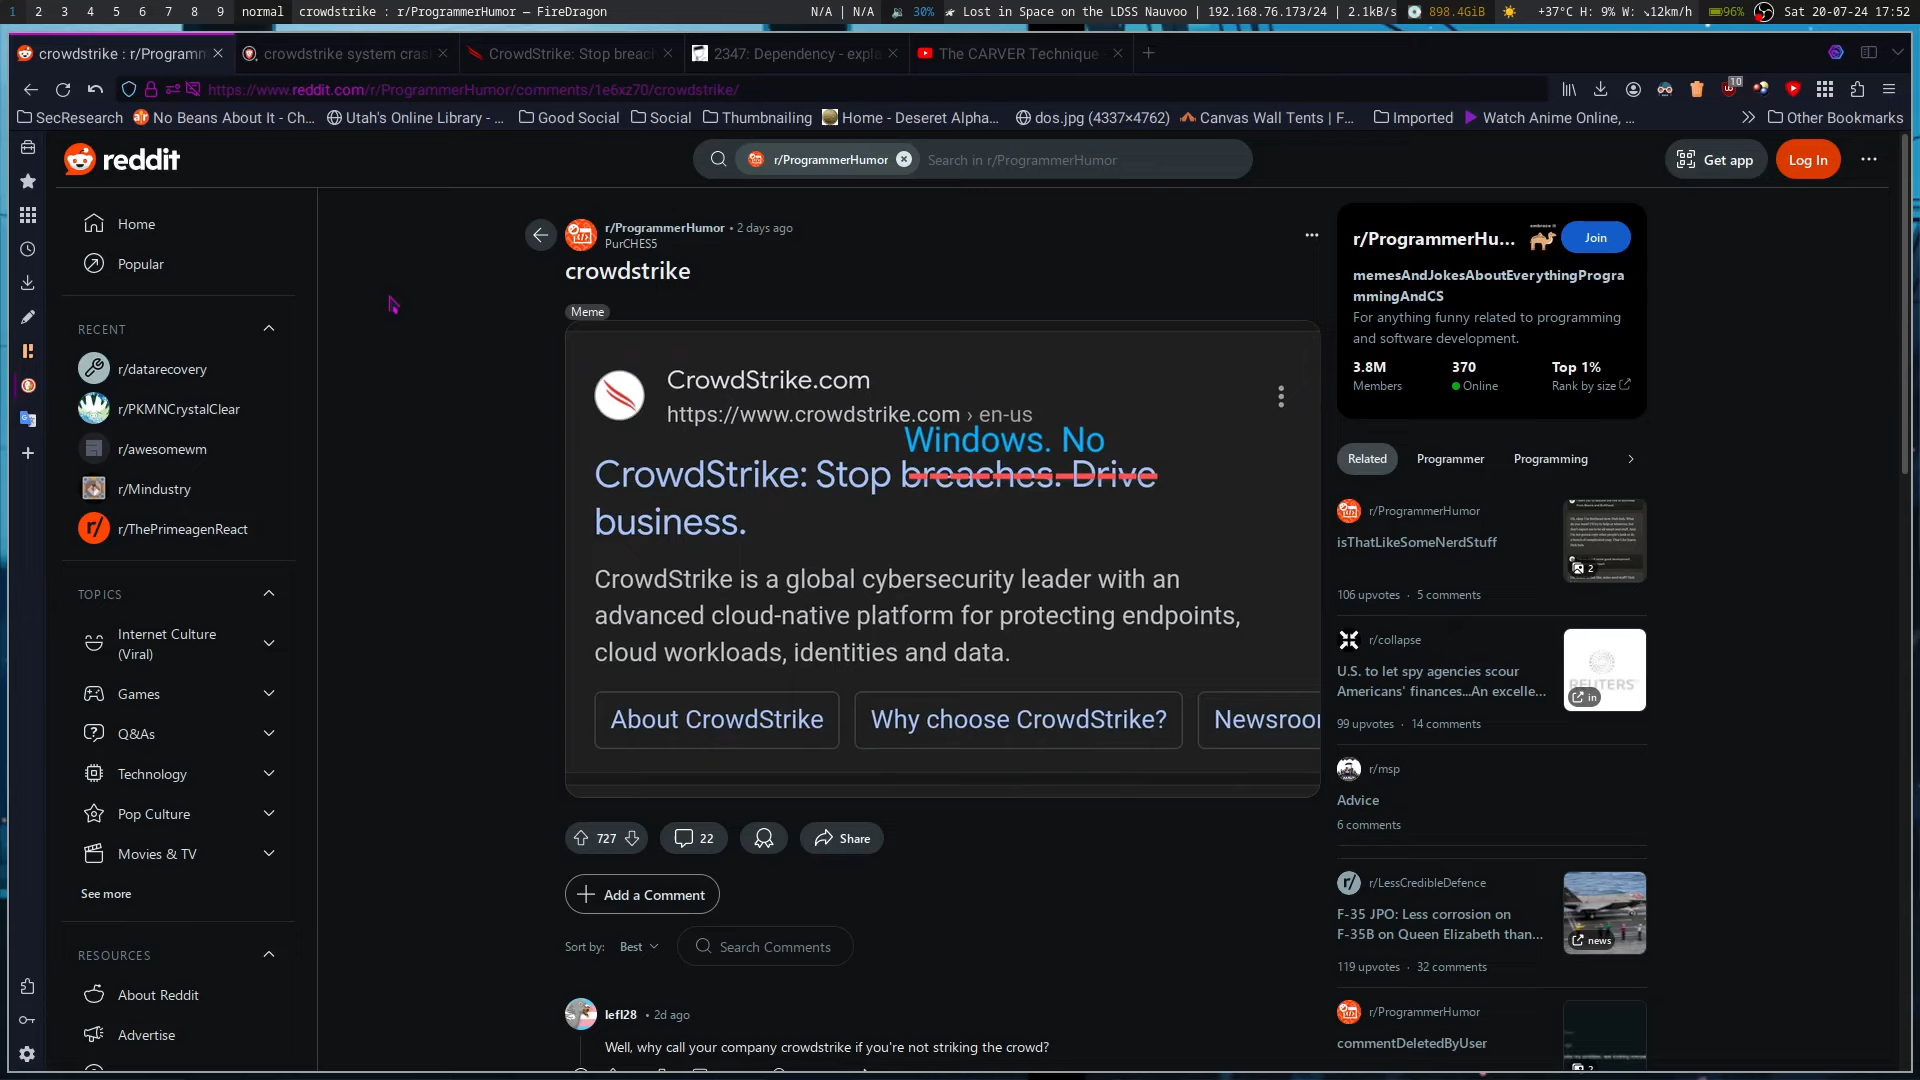 1 2 3 4 5 6 7 8 9 normal crowdstrike : r/ProgrammerHumor — FireDragon N/A | N/A 30% Lost in Space on the LDSS Nauvoo | 192.168.76.173/24 | 2.1kB/s 898.4GiB +37°C H: 9% W: ↘12km/h 96% Sat 20-07-24 17:52
crowdstrike : r/Programm crowdstrike system cras CrowdStrike: Stop breach 2347: Dependency - expla The CARVER Technique
https://www.reddit.com/r/ProgrammerHumor/comments/1e6xz70/crowdstrike/ 10
SecResearch No Beans About It - Ch... Utah's Online Library - ... Good Social Social Thumbnailing Home - Deseret Alpha... dos.jpg (4337×4762) Canvas Wall Tents | F... Imported Watch Anime Online, ... Other Bookmarks
reddit r/ProgrammerHumor Search in r/ProgrammerHumor Get app Log In
Home
Popular
RECENT
r/datarecovery
r/PKMNCrystalClear
r/awesomewm
r/Mindustry
r/ThePrimeagenReact
TOPICS
Internet Culture
(Viral)
Games
Q&As
Technology
Pop Culture
Movies & TV
See more
RESOURCES
About Reddit
Advertise
r/ProgrammerHumor • 2 days ago
PurCHES5
crowdstrike
Meme
CrowdStrike.com
https://www.crowdstrike.com › en-us
Windows. No
CrowdStrike: Stop breaches. Drive
business.
CrowdStrike is a global cybersecurity leader with an
advanced cloud-native platform for protecting endpoints,
cloud workloads, identities and data.
About CrowdStrike Why choose CrowdStrike? Newsroo
727 22 Share
Add a Comment
Sort by: Best Search Comments
lefl28 • 2d ago
Well, why call your company crowdstrike if you're not striking the crowd?
r/ProgrammerHu... embrace it Join
memesAndJokesAboutEverythingProgra
mmingAndCS
For anything funny related to programming
and software development.
3.8M 370 Top 1%
Members Online Rank by size
Related Programmer Programming
r/ProgrammerHumor
isThatLikeSomeNerdStuff
2
106 upvotes · 5 comments
r/collapse
U.S. to let spy agencies scour
Americans' finances...An excelle...
REUTERS
in
99 upvotes · 14 comments
r/msp
Advice
6 comments
r/LessCredibleDefence
F-35 JPO: Less corrosion on
F-35B on Queen Elizabeth than...
news
119 upvotes · 32 comments
r/ProgrammerHumor
commentDeletedByUser